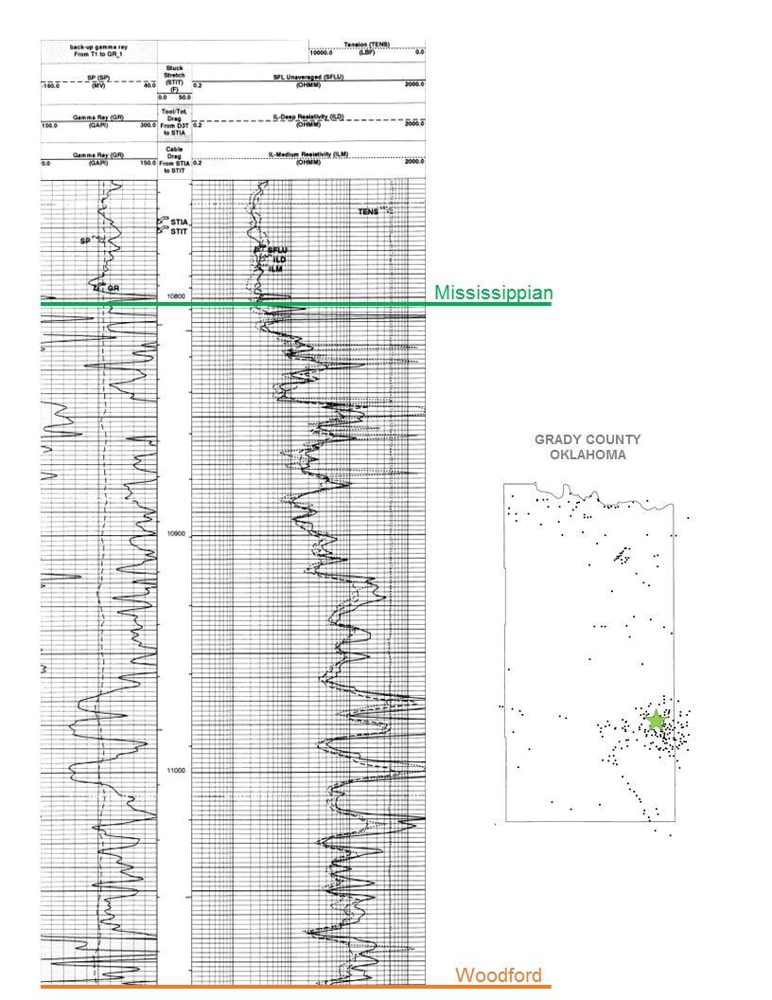 back-up gamma ray
From T1 to GR_1
Tension (TENS)
10000.0 (LBF) 0.0
SP (SP)
-160.0 (MV) 40.0
Stuck
Stretch
(STIT)
(F)
0.0 50.0
SFL Unaveraged (SFLU)
0.2 (OHMM) 2000.0
Gamma Ray (GR)
150.0 (GAPI) 300.0
Tool/Tot.
Drag
From D3T
to STIA
IL-Deep Resistivity (ILD)
0.2 (OHMM) 2000.0
Gamma Ray (GR)
0.0 (GAPI) 150.0
Cable
Drag
From STIA
to STIT
IL-Medium Resistivity (ILM)
0.2 (OHMM) 2000.0
TENS
STIA
STIT
SP
SFLU
ILD
ILM
GR
10800
Mississippian
GRADY COUNTY
OKLAHOMA
10900
11000
Woodford